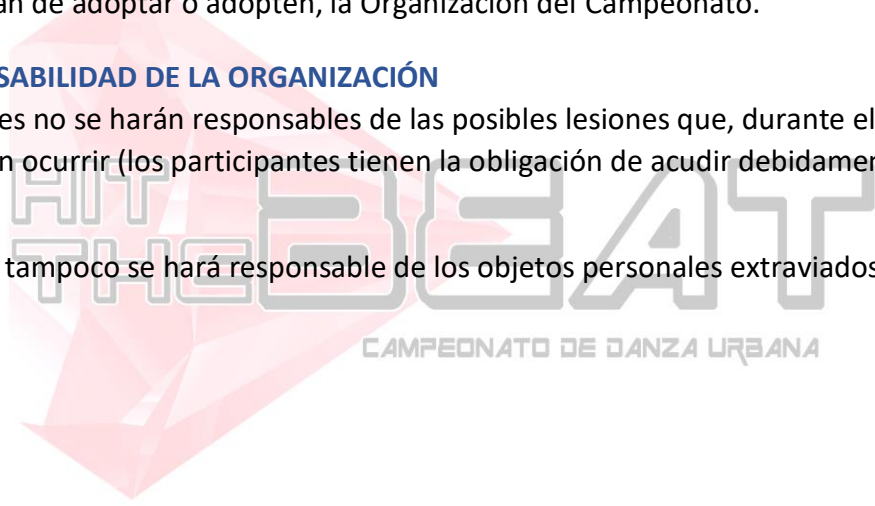 an de adoptar o adopten, la Organización del Campeonato.
SABILIDAD DE LA ORGANIZACIÓN
es no se harán responsables de las posibles lesiones que, durante el
n ocurrir (los participantes tienen la obligación de acudir debidamen
HIT
THE BEAT
tampoco se hará responsable de los objetos personales extraviados
CAMPEONATO DE DANZA URBANA